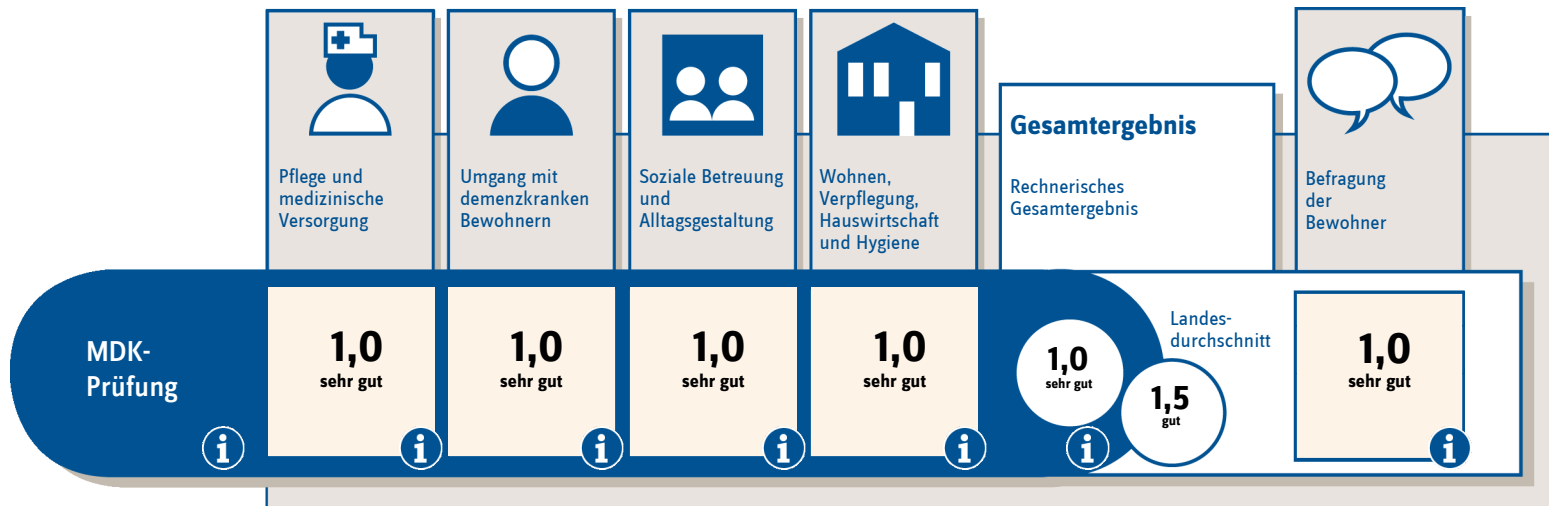 Pflege und
medizinische
Versorgung
Umgang mit
demenzkranken
Bewohnern
Soziale Betreuung
und
Alltagsgestaltung
Wohnen,
Verpflegung,
Hauswirtschaft
und Hygiene
Gesamtergebnis
Rechnerisches
Gesamtergebnis
Befragung
der
Bewohner
MDK-
Prüfung
i
1,0
sehr gut
i
1,0
sehr gut
i
1,0
sehr gut
i
1,0
sehr gut
i
1,0
sehr gut
i
Landes-
durchschnitt
1,5
gut
1,0
sehr gut
i